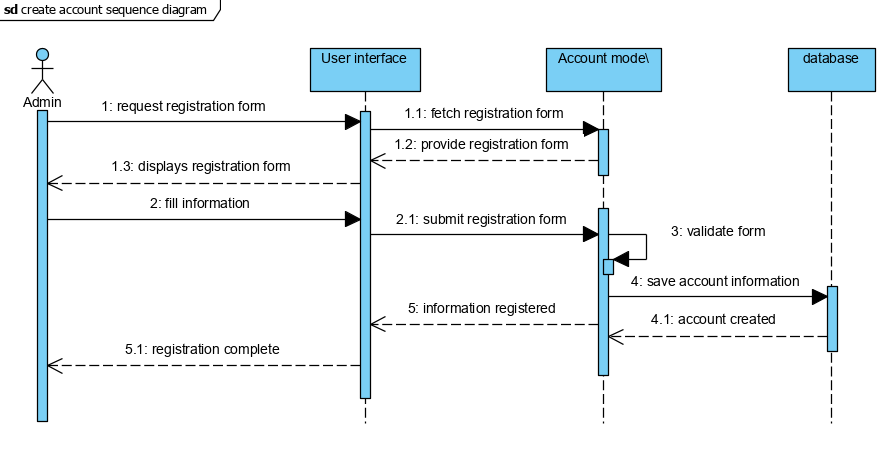 sd create account sequence diagram
User interface
Account mode\
database
Admin
1: request registration form
1.1: fetch registration form
1.2: provide registration form
1.3: displays registration form
2: fill information
2.1: submit registration form
3: validate form
4: save account information
5: information registered
4.1: account created
5.1: registration complete